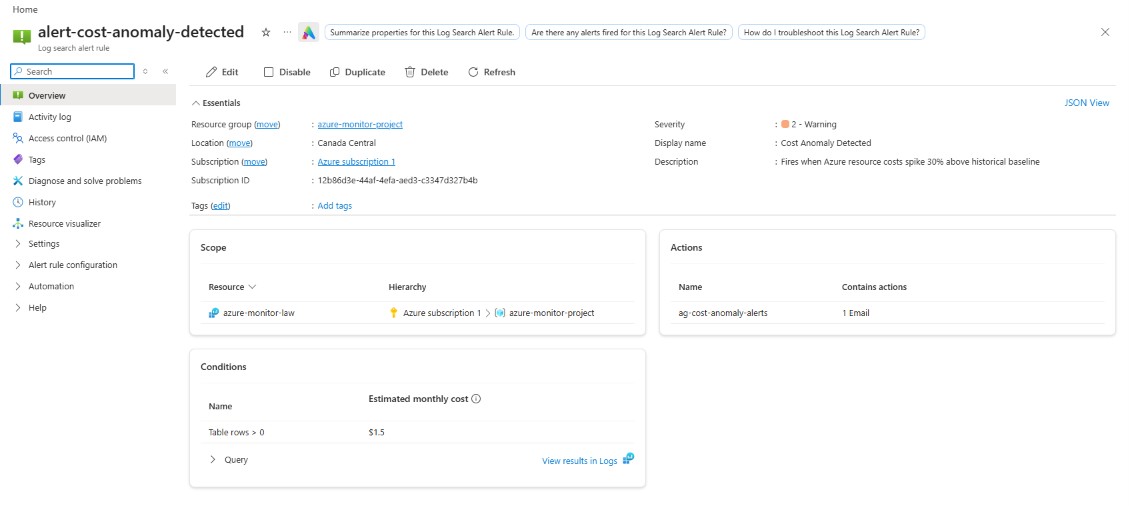 Home
alert-cost-anomaly-detected
Log search alert rule
Summarize properties for this Log Search Alert Rule.
Are there any alerts fired for this Log Search Alert Rule?
How do I troubleshoot this Log Search Alert Rule?
Search
Edit
Disable
Duplicate
Delete
Refresh
Overview
Activity log
Access control (IAM)
Tags
Diagnose and solve problems
History
Resource visualizer
Settings
Alert rule configuration
Automation
Help
Essentials
JSON View
Resource group (move) : azure-monitor-project
Location (move) : Canada Central
Subscription (move) : Azure subscription 1
Subscription ID : 12b86d3e-44af-4efa-aed3-c3347d327b4b
Tags (edit) : Add tags
Severity : 2 - Warning
Display name : Cost Anomaly Detected
Description : Fires when Azure resource costs spike 30% above historical baseline
Scope
Resource Hierarchy
azure-monitor-law Azure subscription 1 > azure-monitor-project
Actions
Name Contains actions
ag-cost-anomaly-alerts 1 Email
Conditions
Name Estimated monthly cost
Table rows > 0 $1.5
Query View results in Logs